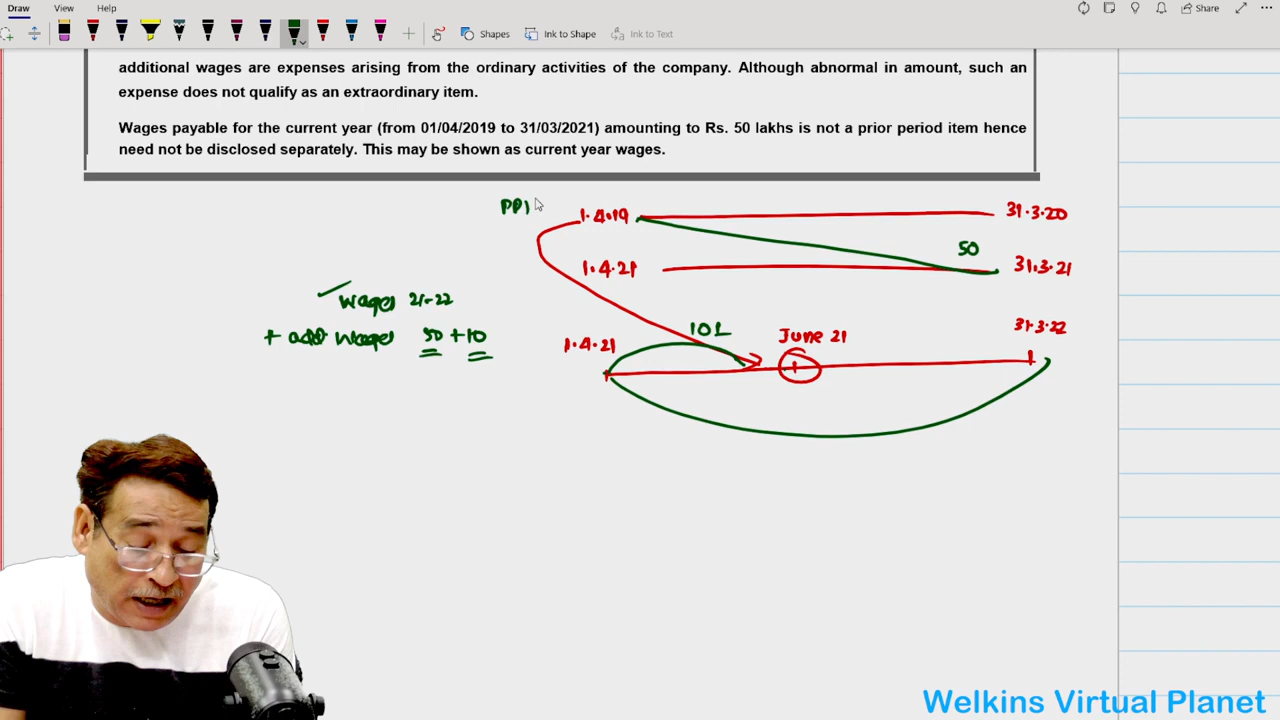 Draw View Help Share
Shapes Ink to Shape Ink to Text
additional wages are expenses arising from the ordinary activities of the company. Although abnormal in amount, such an
expense does not qualify as an extraordinary item.
Wages payable for the current year (from 01/04/2019 to 31/03/2021) amounting to Rs. 50 lakhs is not a prior period item hence
need not be disclosed separately. This may be shown as current year wages.
PPI 1.4.19 31.3.20
50
1.4.21 31.3.21
wages 21-22
+ add wages 50 + 10
1.4.21 10L June 21 31.3.22
Welkins Virtual Planet